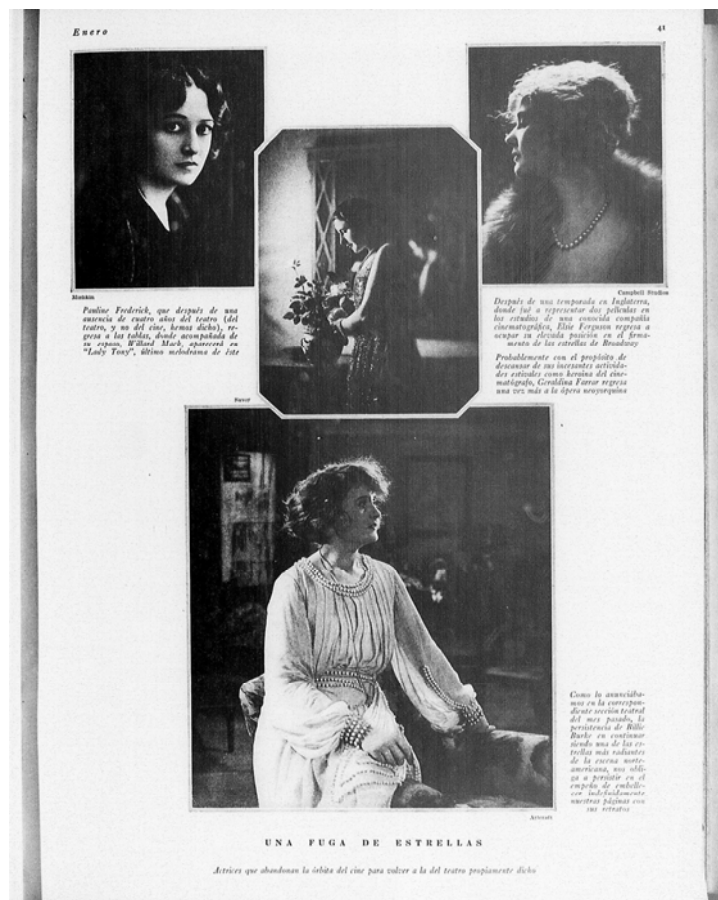 Enero
41
Campbell Studios
Pauline Frederick, que después de una
ausencia de cuatro años del teatro (del
teatro, y no del cine, hemos dicho), re-
gresa a las tablas, donde acompañada de
su esposo, Willard Mack, aparecerá en
"Lady Tony", último melodrama de éste
Después de una temporada en Inglaterra,
donde fué a representar dos películas en
los estudios de una conocida compañía
cinematográfica, Elsie Ferguson regresa a
ocupar su elevada posición en el firma-
mento de las estrellas de Broadway
Probablemente con el propósito de
descansar de sus incesantes activida-
des estivales como heroína del cine-
matógrafo, Geraldina Farrar regresa
una vez más a la ópera neoyorquina
Como lo anunciába-
mos en la correspon-
diente sección teatral
del mes pasado, la
persistencia de Billie
Burke en continuar
siendo una de las es-
trellas más radiantes
de la escena norte-
americana, nos obli-
ga a persistir en el
empeño de embelle-
cer indefinidamente
nuestras páginas con
sus retratos
UNA FUGA DE ESTRELLAS
Actrices que abandonan la órbita del cine para volver a la del teatro propiamente dicho